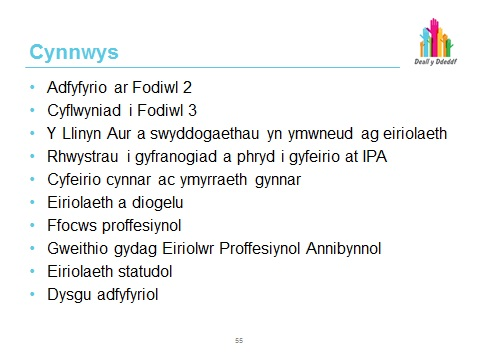 Cynnwys
Deall y Ddeddf
Adfyfyrio ar Fodiwl 2
Cyflwyniad i Fodiwl 3
Y Llinyn Aur a swyddogaethau yn ymwneud ag eiriolaeth
Rhwystrau i gyfranogiad a phryd i gyfeirio at IPA
Cyfeirio cynnar ac ymyrraeth gynnar
Eiriolaeth a diogelu
Ffocws proffesiynol
Gweithio gydag Eiriolwr Proffesiynol Annibynnol
Eiriolaeth statudol
Dysgu adfyfyriol
55